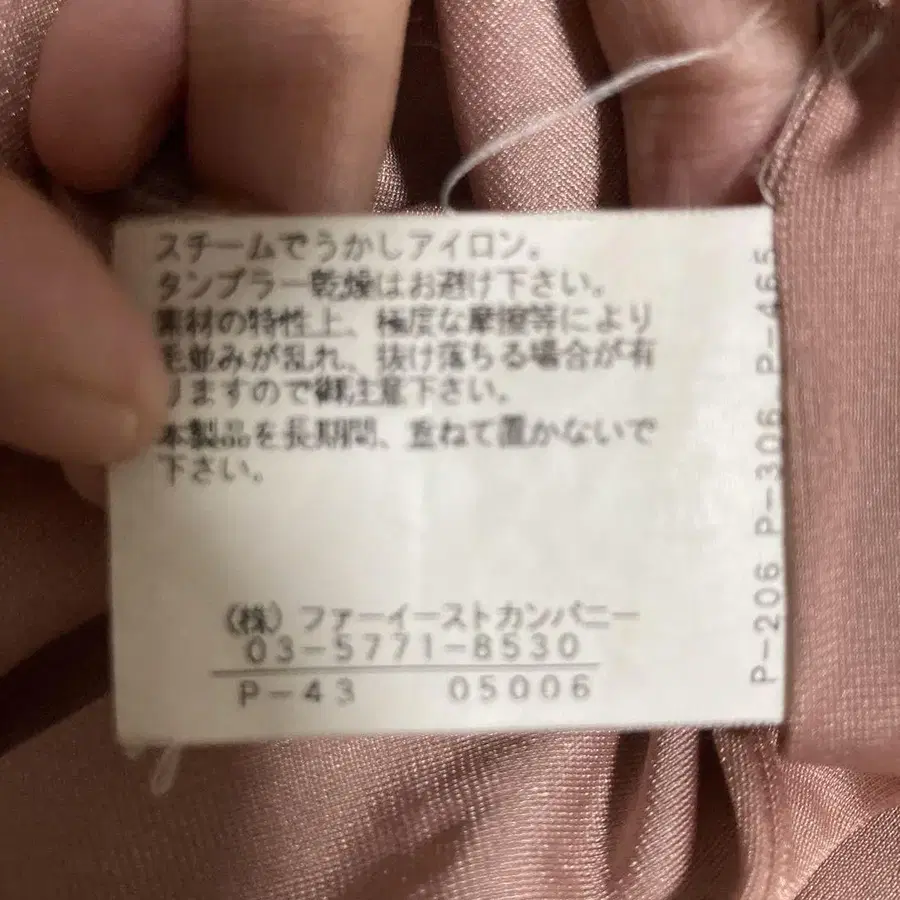 スチームでうかしアイロン。
タンブラー乾燥はお避け下さい。
素材の特性上、極度な摩擦等により
毛並みが乱れ、抜け落ちる場合が有
りますので御注意下さい。
本製品を長期間、重ねて置かないで
下さい。
(株) ファーイーストカンパニー
03-5771-8530
P-43 05006
P-206 P-306 P-465